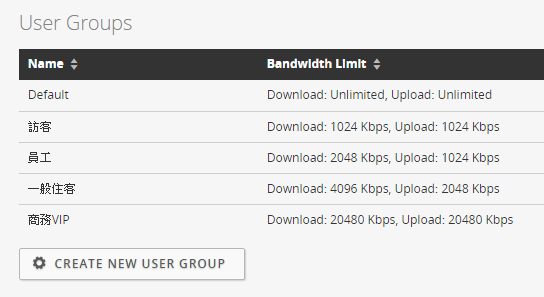 User Groups
Name Bandwidth Limit
Default Download: Unlimited, Upload: Unlimited
訪客 Download: 1024 Kbps, Upload: 1024 Kbps
員工 Download: 2048 Kbps, Upload: 1024 Kbps
一般住客 Download: 4096 Kbps, Upload: 2048 Kbps
商務VIP Download: 20480 Kbps, Upload: 20480 Kbps
CREATE NEW USER GROUP